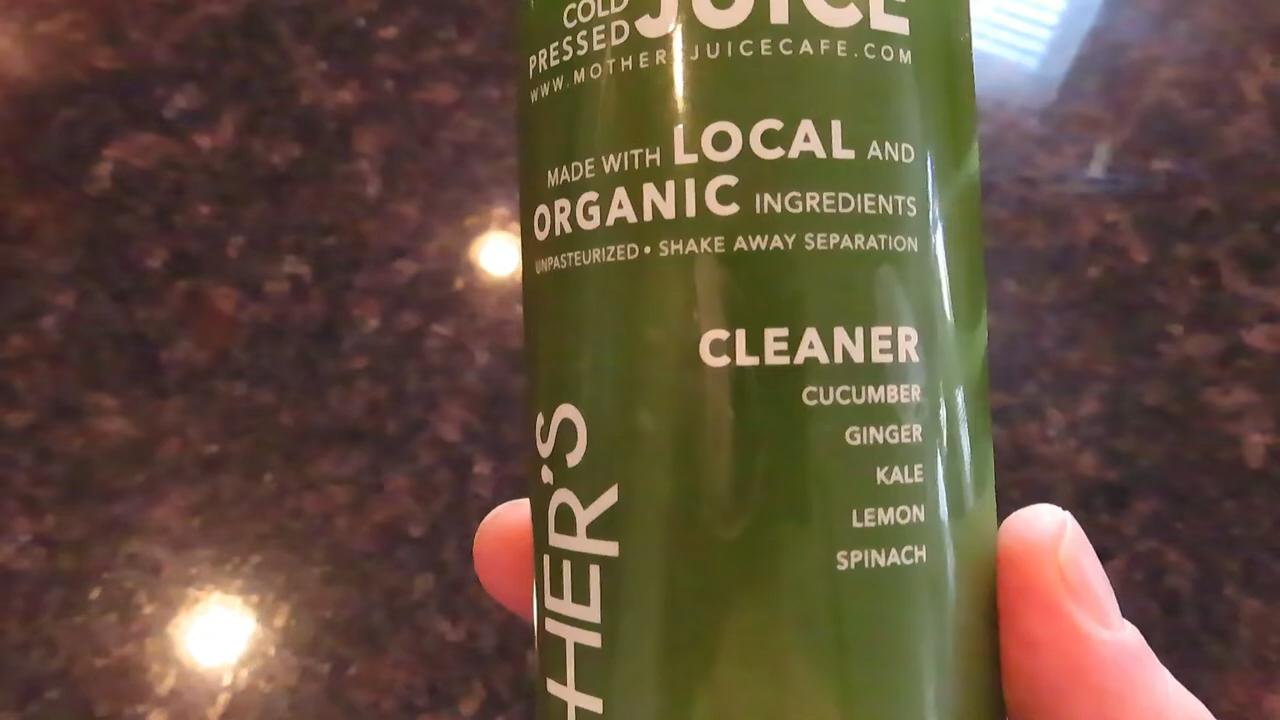 COLD
PRESSED JUICE
WWW.MOTHERSJUICECAFE.COM
MADE WITH LOCAL AND
ORGANIC INGREDIENTS
UNPASTEURIZED • SHAKE AWAY SEPARATION
CLEANER
CUCUMBER
GINGER
KALE
LEMON
SPINACH
HER'S